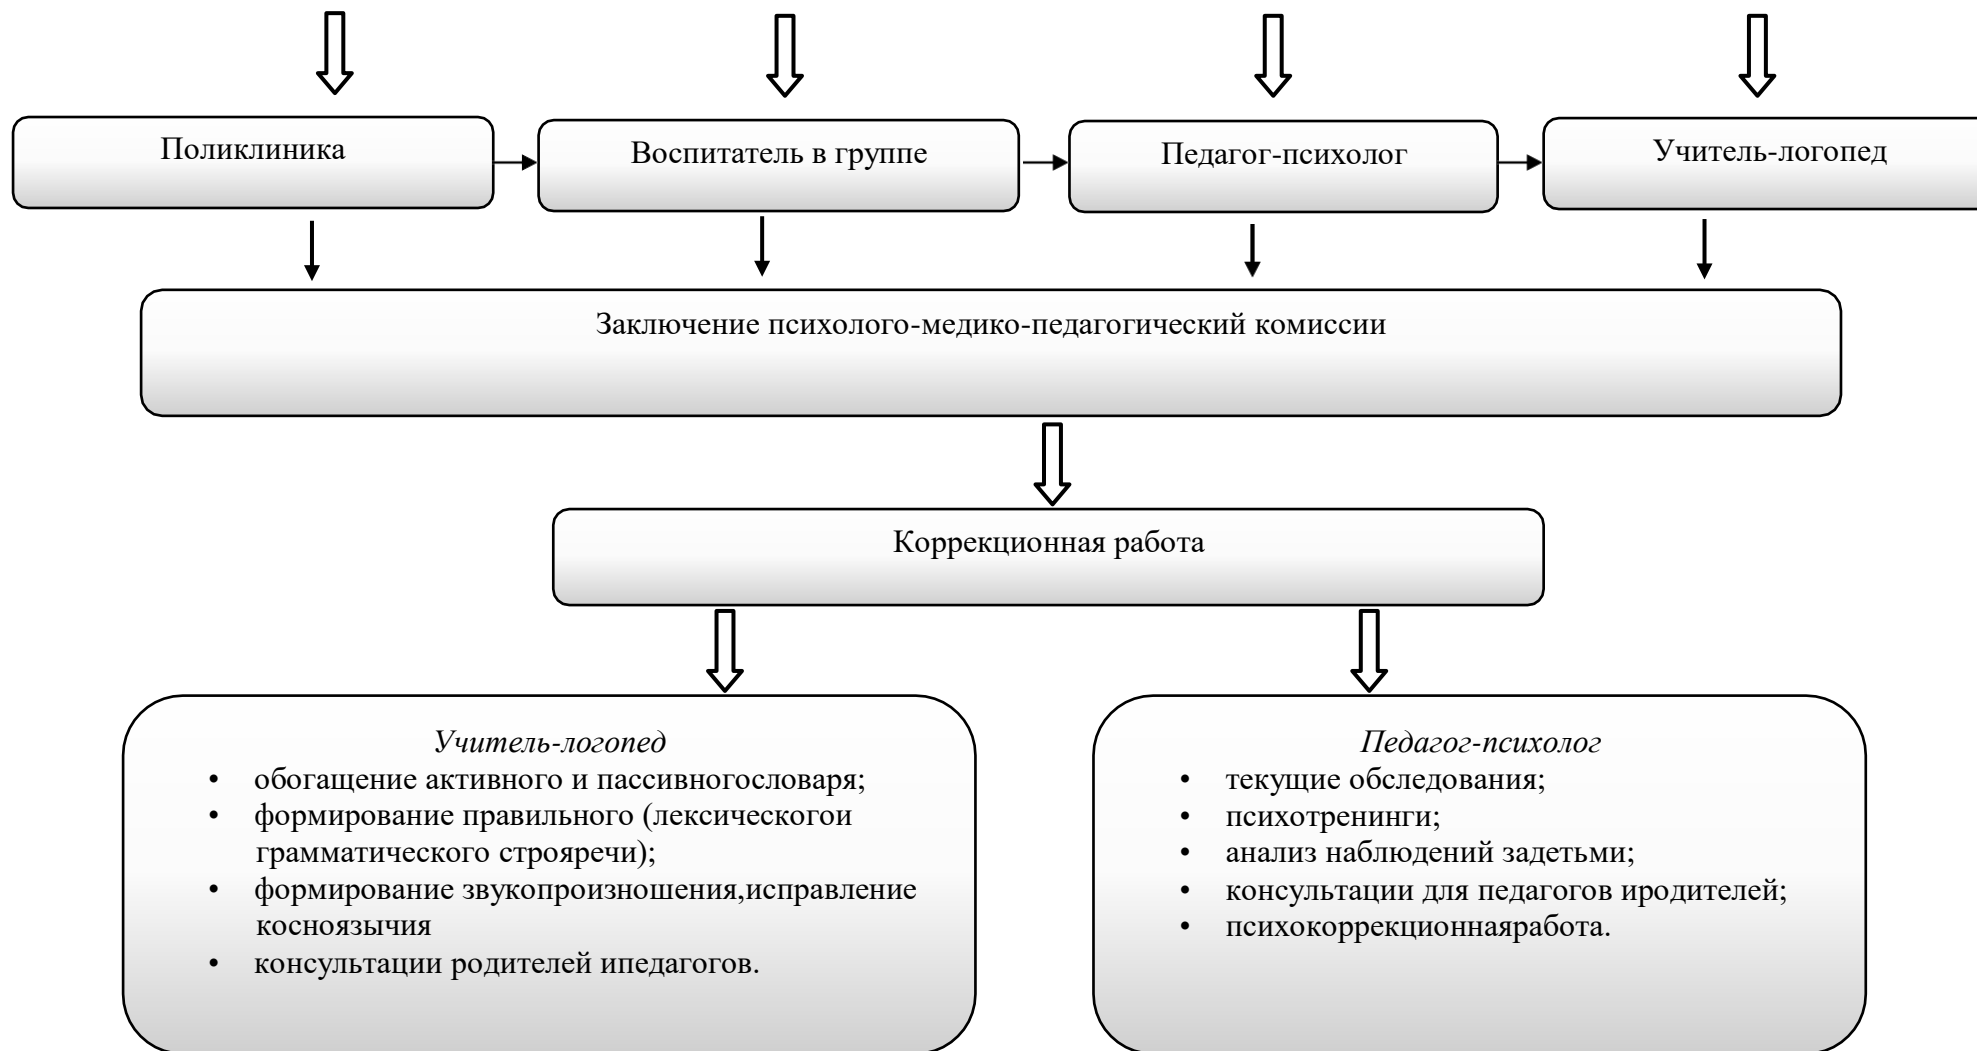 Поликлиника
Воспитатель в группе
Педагог-психолог
Учитель-логопед
Заключение психолого-медико-педагогический комиссии
Коррекционная работа
Учитель-логопед
• обогащение активного и пассивногословаря;
• формирование правильного (лексическогои
грамматического строяречи);
• формирование звукопроизношения,исправление
косноязычия
• консультации родителей ипедагогов.
Педагог-психолог
• текущие обследования;
• психотренинги;
• анализ наблюдений задетьми;
• консультации для педагогов иродителей;
• психокоррекционнаяработа.